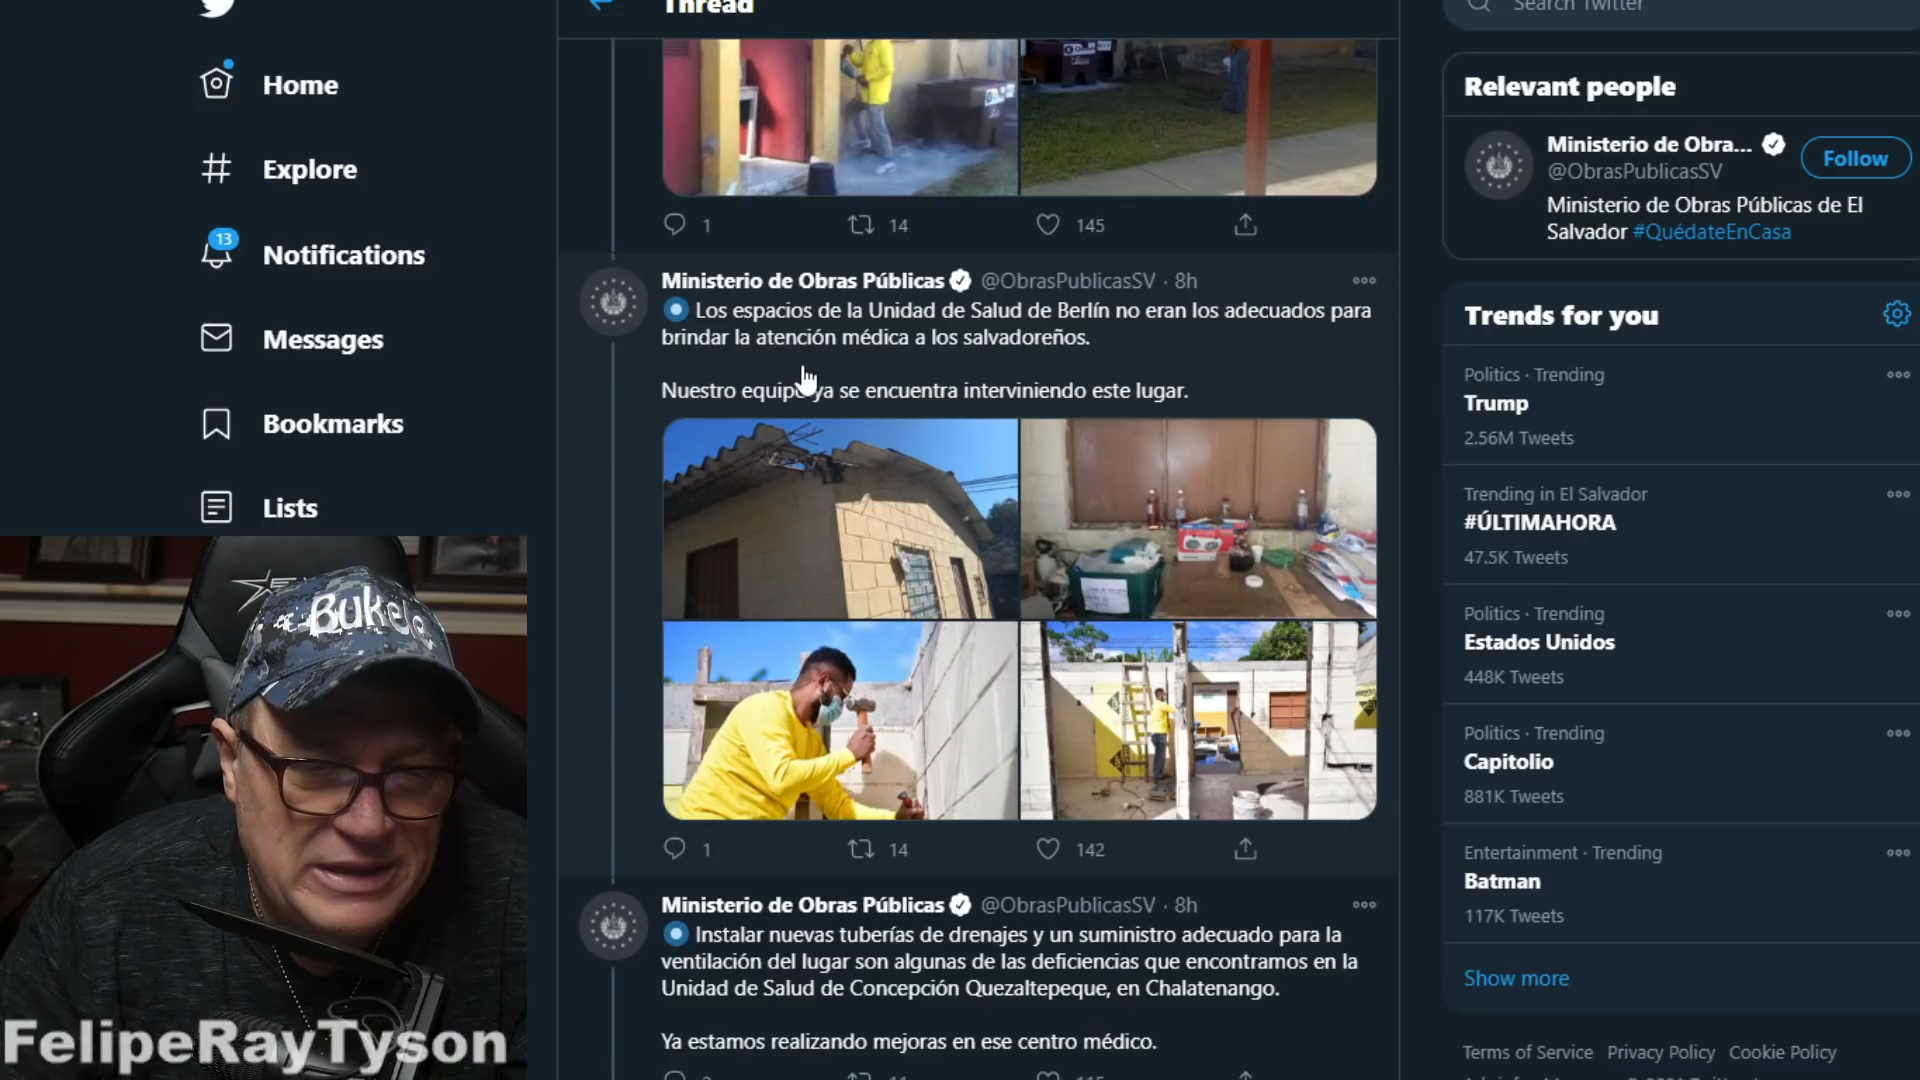 Thread
Home
Explore
13
Notifications
Messages
Bookmarks
Lists
1 14 145
Ministerio de Obras Públicas @ObrasPublicasSV · 8h
Los espacios de la Unidad de Salud de Berlín no eran los adecuados para
brindar la atención médica a los salvadoreños.
Nuestro equipo ya se encuentra interviniendo este lugar.
1 14 142
Ministerio de Obras Públicas @ObrasPublicasSV · 8h
Instalar nuevas tuberías de drenajes y un suministro adecuado para la
ventilación del lugar son algunas de las deficiencias que encontramos en la
Unidad de Salud de Concepción Quezaltepeque, en Chalatenango.
Ya estamos realizando mejoras en ese centro médico.
Search Twitter
Relevant people
Ministerio de Obra...
@ObrasPublicasSV
Follow
Ministerio de Obras Públicas de El
Salvador #QuédateEnCasa
Trends for you
Politics · Trending
Trump
2.56M Tweets
Trending in El Salvador
#ÚLTIMAHORA
47.5K Tweets
Politics · Trending
Estados Unidos
448K Tweets
Politics · Trending
Capitolio
881K Tweets
Entertainment · Trending
Batman
117K Tweets
Show more
Terms of Service Privacy Policy Cookie Policy
Bukele
FelipeRayTyson